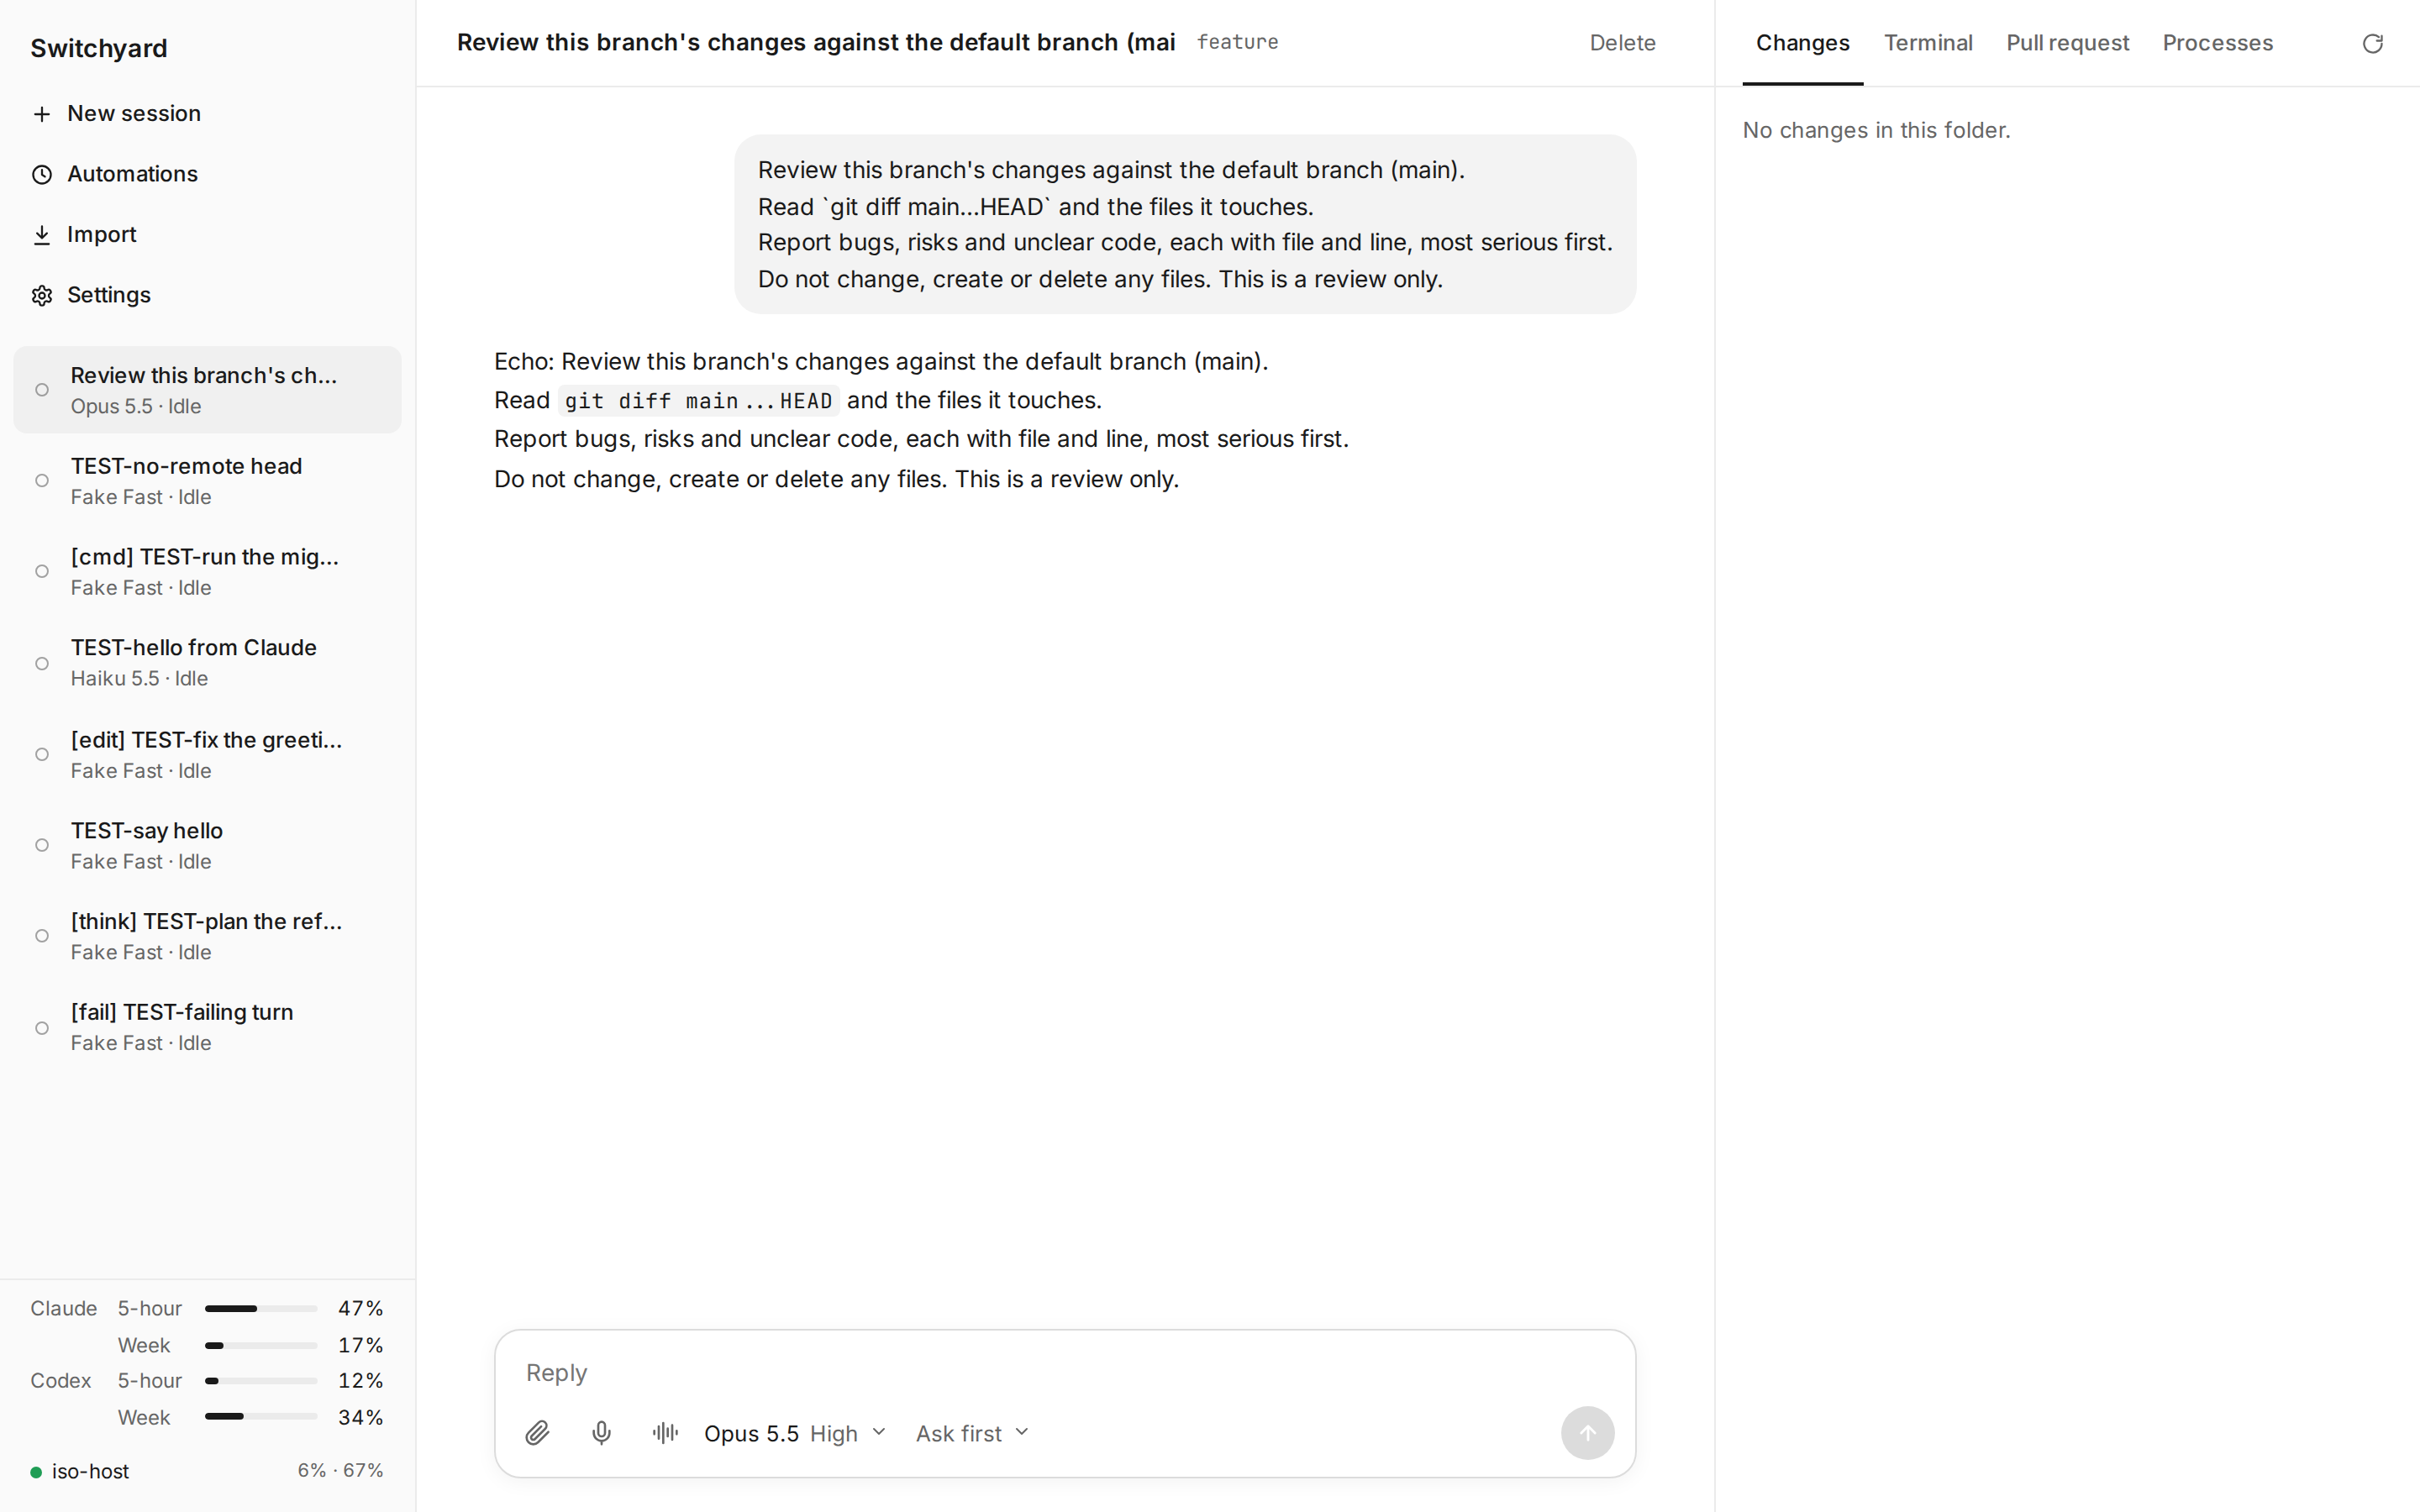 Switchyard
New session
Automations
Import
Settings
Review this branch's ch...
Opus 5.5 · Idle
TEST-no-remote head
Fake Fast · Idle
[cmd] TEST-run the mig...
Fake Fast · Idle
TEST-hello from Claude
Haiku 5.5 · Idle
[edit] TEST-fix the greeti...
Fake Fast · Idle
TEST-say hello
Fake Fast · Idle
[think] TEST-plan the ref...
Fake Fast · Idle
[fail] TEST-failing turn
Fake Fast · Idle
Claude 5-hour 47%
Week 17%
Codex 5-hour 12%
Week 34%
iso-host 6% · 67%
Review this branch's changes against the default branch (mai feature Delete
Review this branch's changes against the default branch (main).
Read `git diff main...HEAD` and the files it touches.
Report bugs, risks and unclear code, each with file and line, most serious first.
Do not change, create or delete any files. This is a review only.
Echo: Review this branch's changes against the default branch (main).
Read git diff main...HEAD and the files it touches.
Report bugs, risks and unclear code, each with file and line, most serious first.
Do not change, create or delete any files. This is a review only.
Reply
Opus 5.5 High Ask first
Changes Terminal Pull request Processes
No changes in this folder.